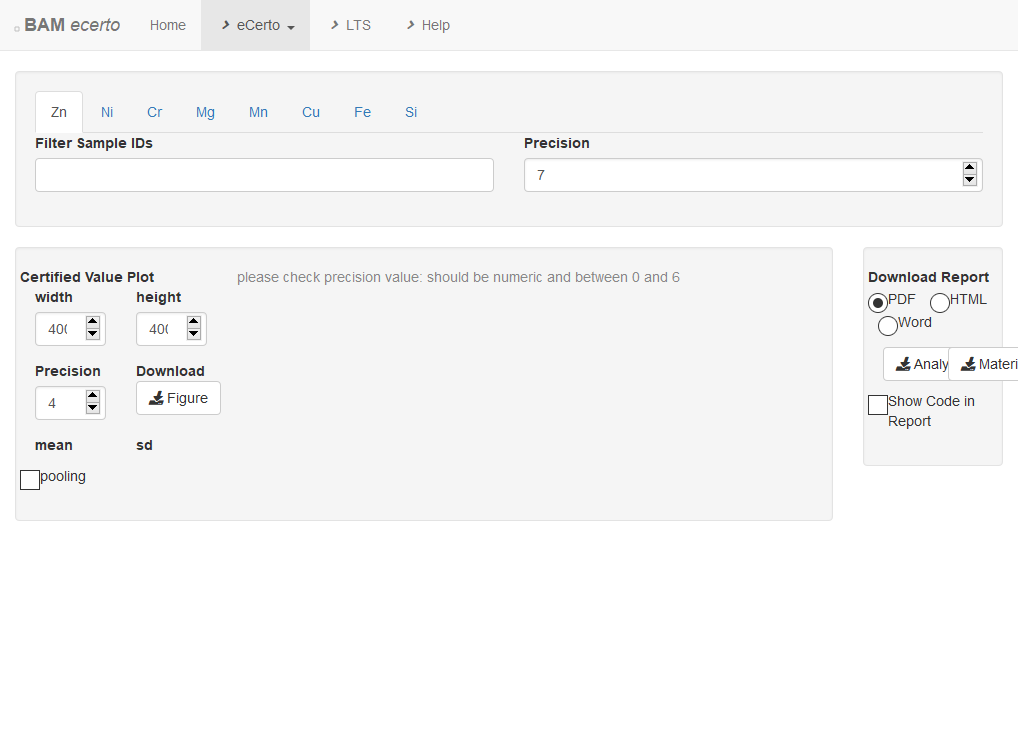 BAM ecerto Home eCerto LTS Help
Zn Ni Cr Mg Mn Cu Fe Si
Filter Sample IDs Precision
7
Certified Value Plot please check precision value: should be numeric and between 0 and 6 Download Report
width height PDF HTML
400 400 Word
Precision Download Analy Materi
4 Figure Show Code in
Report
mean sd
pooling